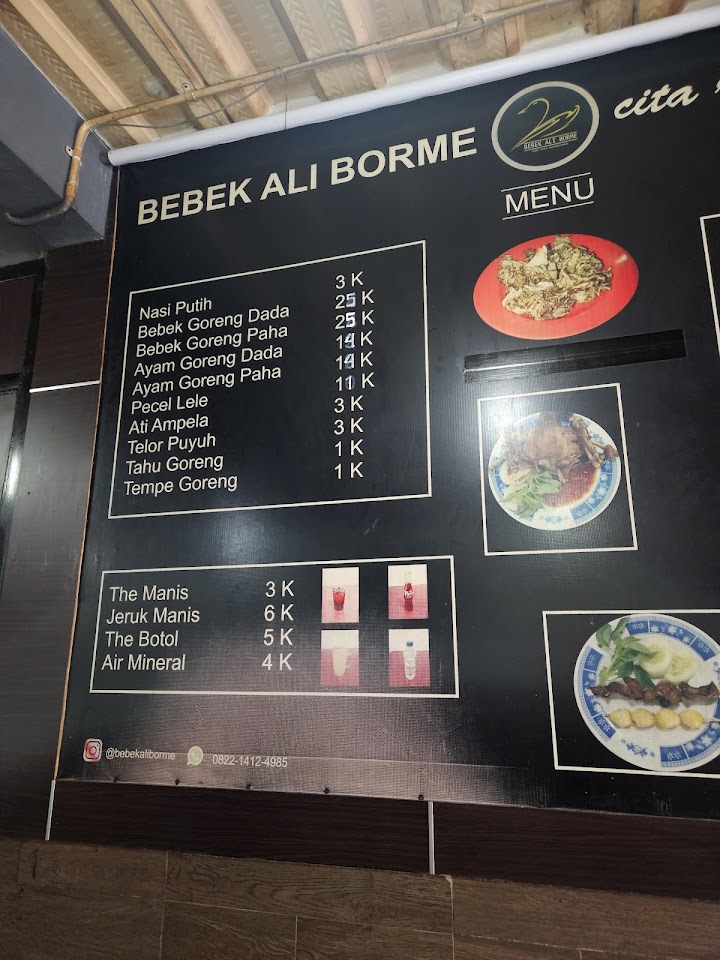 BEBEK ALI BORME
BEBEK ALI BORME
cita
MENU
Nasi Putih 3 K
Bebek Goreng Dada 25 K
Bebek Goreng Paha 25 K
Ayam Goreng Dada 14 K
Ayam Goreng Paha 14 K
Pecel Lele 11 K
Ati Ampela 3 K
Telor Puyuh 3 K
Tahu Goreng 1 K
Tempe Goreng 1 K
The Manis 3 K
Jeruk Manis 6 K
The Botol 5 K
Air Mineral 4 K
@bebekaliborme 0822-1412-4985